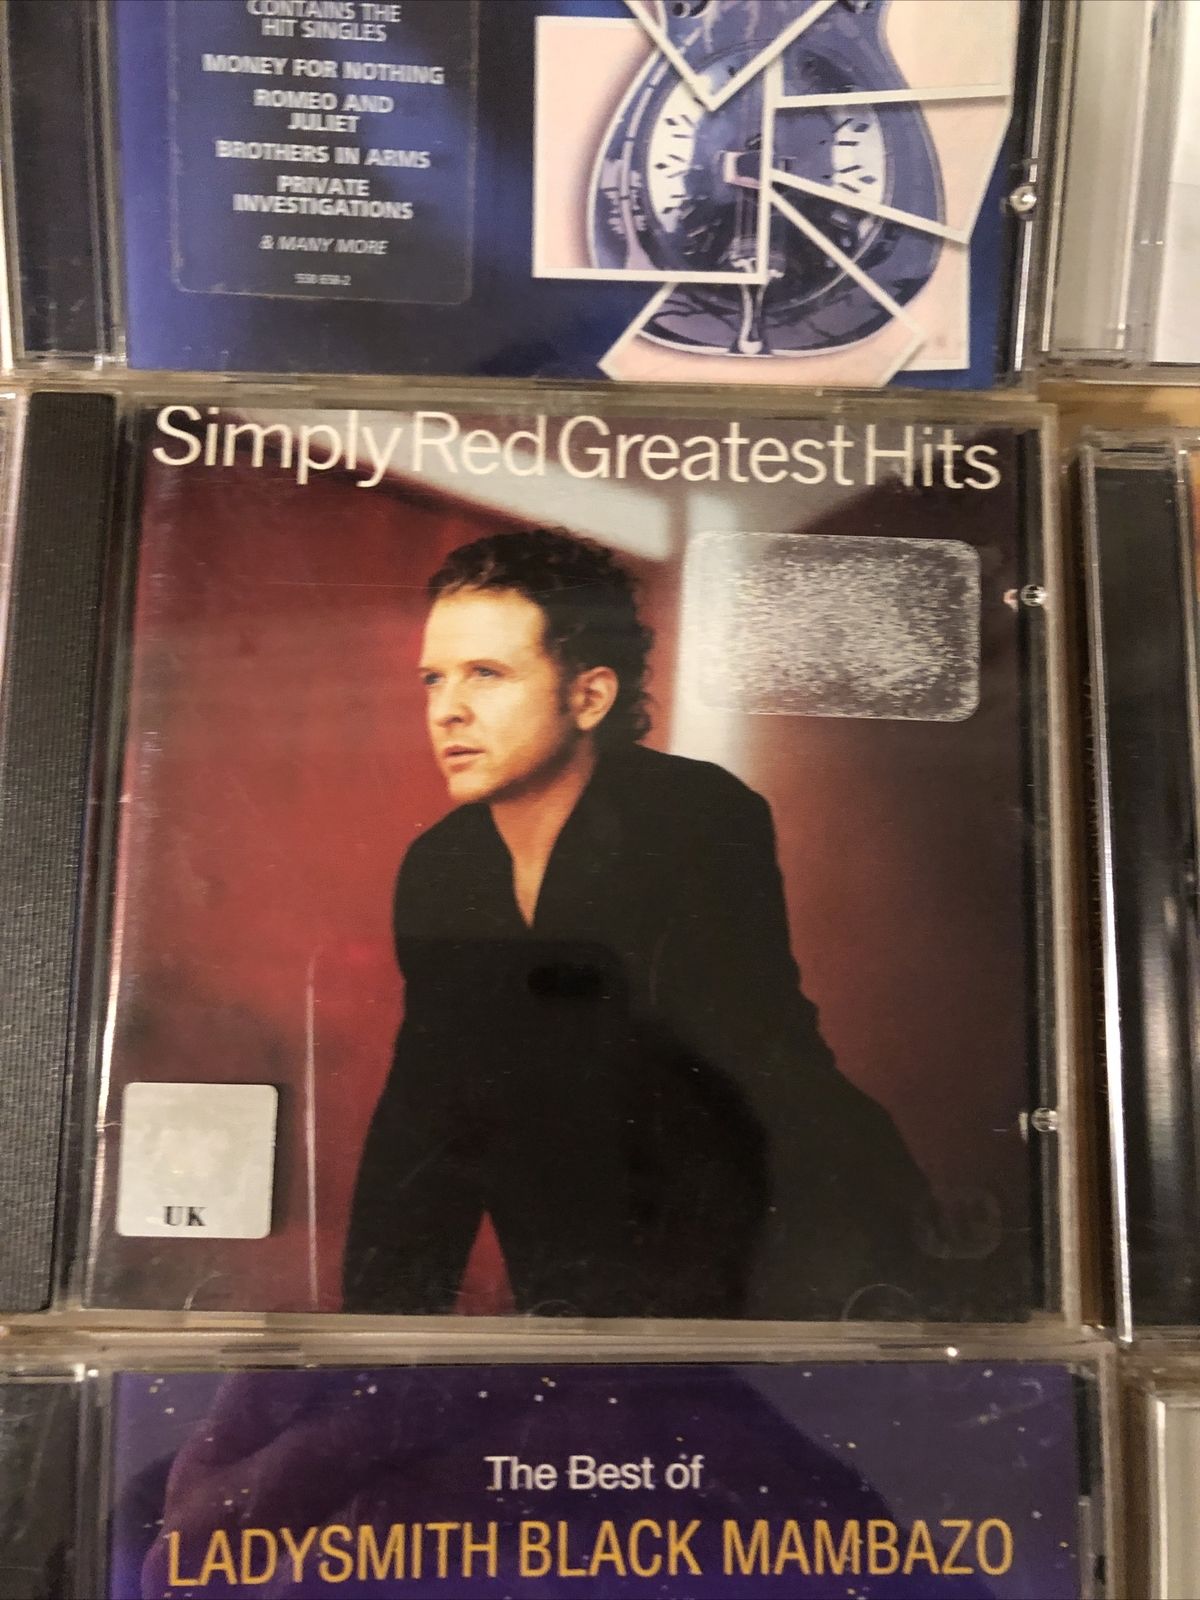 CONTAINS THE
HIT SINGLES
MONEY FOR NOTHING
ROMEO AND
JULIET
BROTHERS IN ARMS
PRIVATE
INVESTIGATIONS
& MANY MORE
Simply Red Greatest Hits
UK
The Best of
LADYSMITH BLACK MAMBAZO